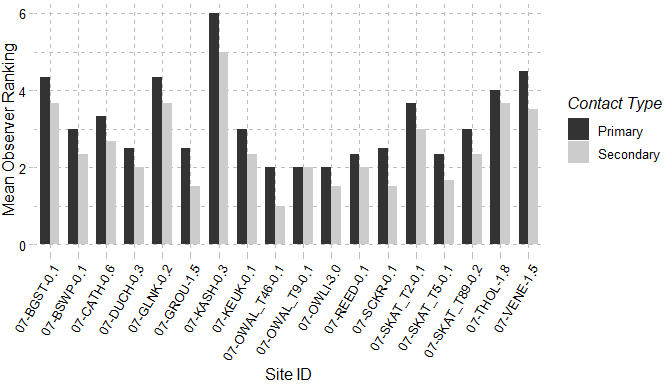 Mean Observer Ranking
6
4
2
0
07-BGST-0.1
07-BSWP-0.1
07-CATH-0.6
07-DUCH-0.3
07-GLNK-0.2
07-GROU-1.5
07-KASH-0.3
07-KEUK-0.1
07-OWAL_T46-0.1
07-OWAL_T9-0.1
07-OWLI-3.0
07-REED-0.1
07-SCKR-0.1
07-SKAT_T2-0.1
07-SKAT_T5-0.1
07-SKAT_T89-0.2
07-THOL-1.8
07-VENE-1.5
Site ID
Contact Type
Primary
Secondary